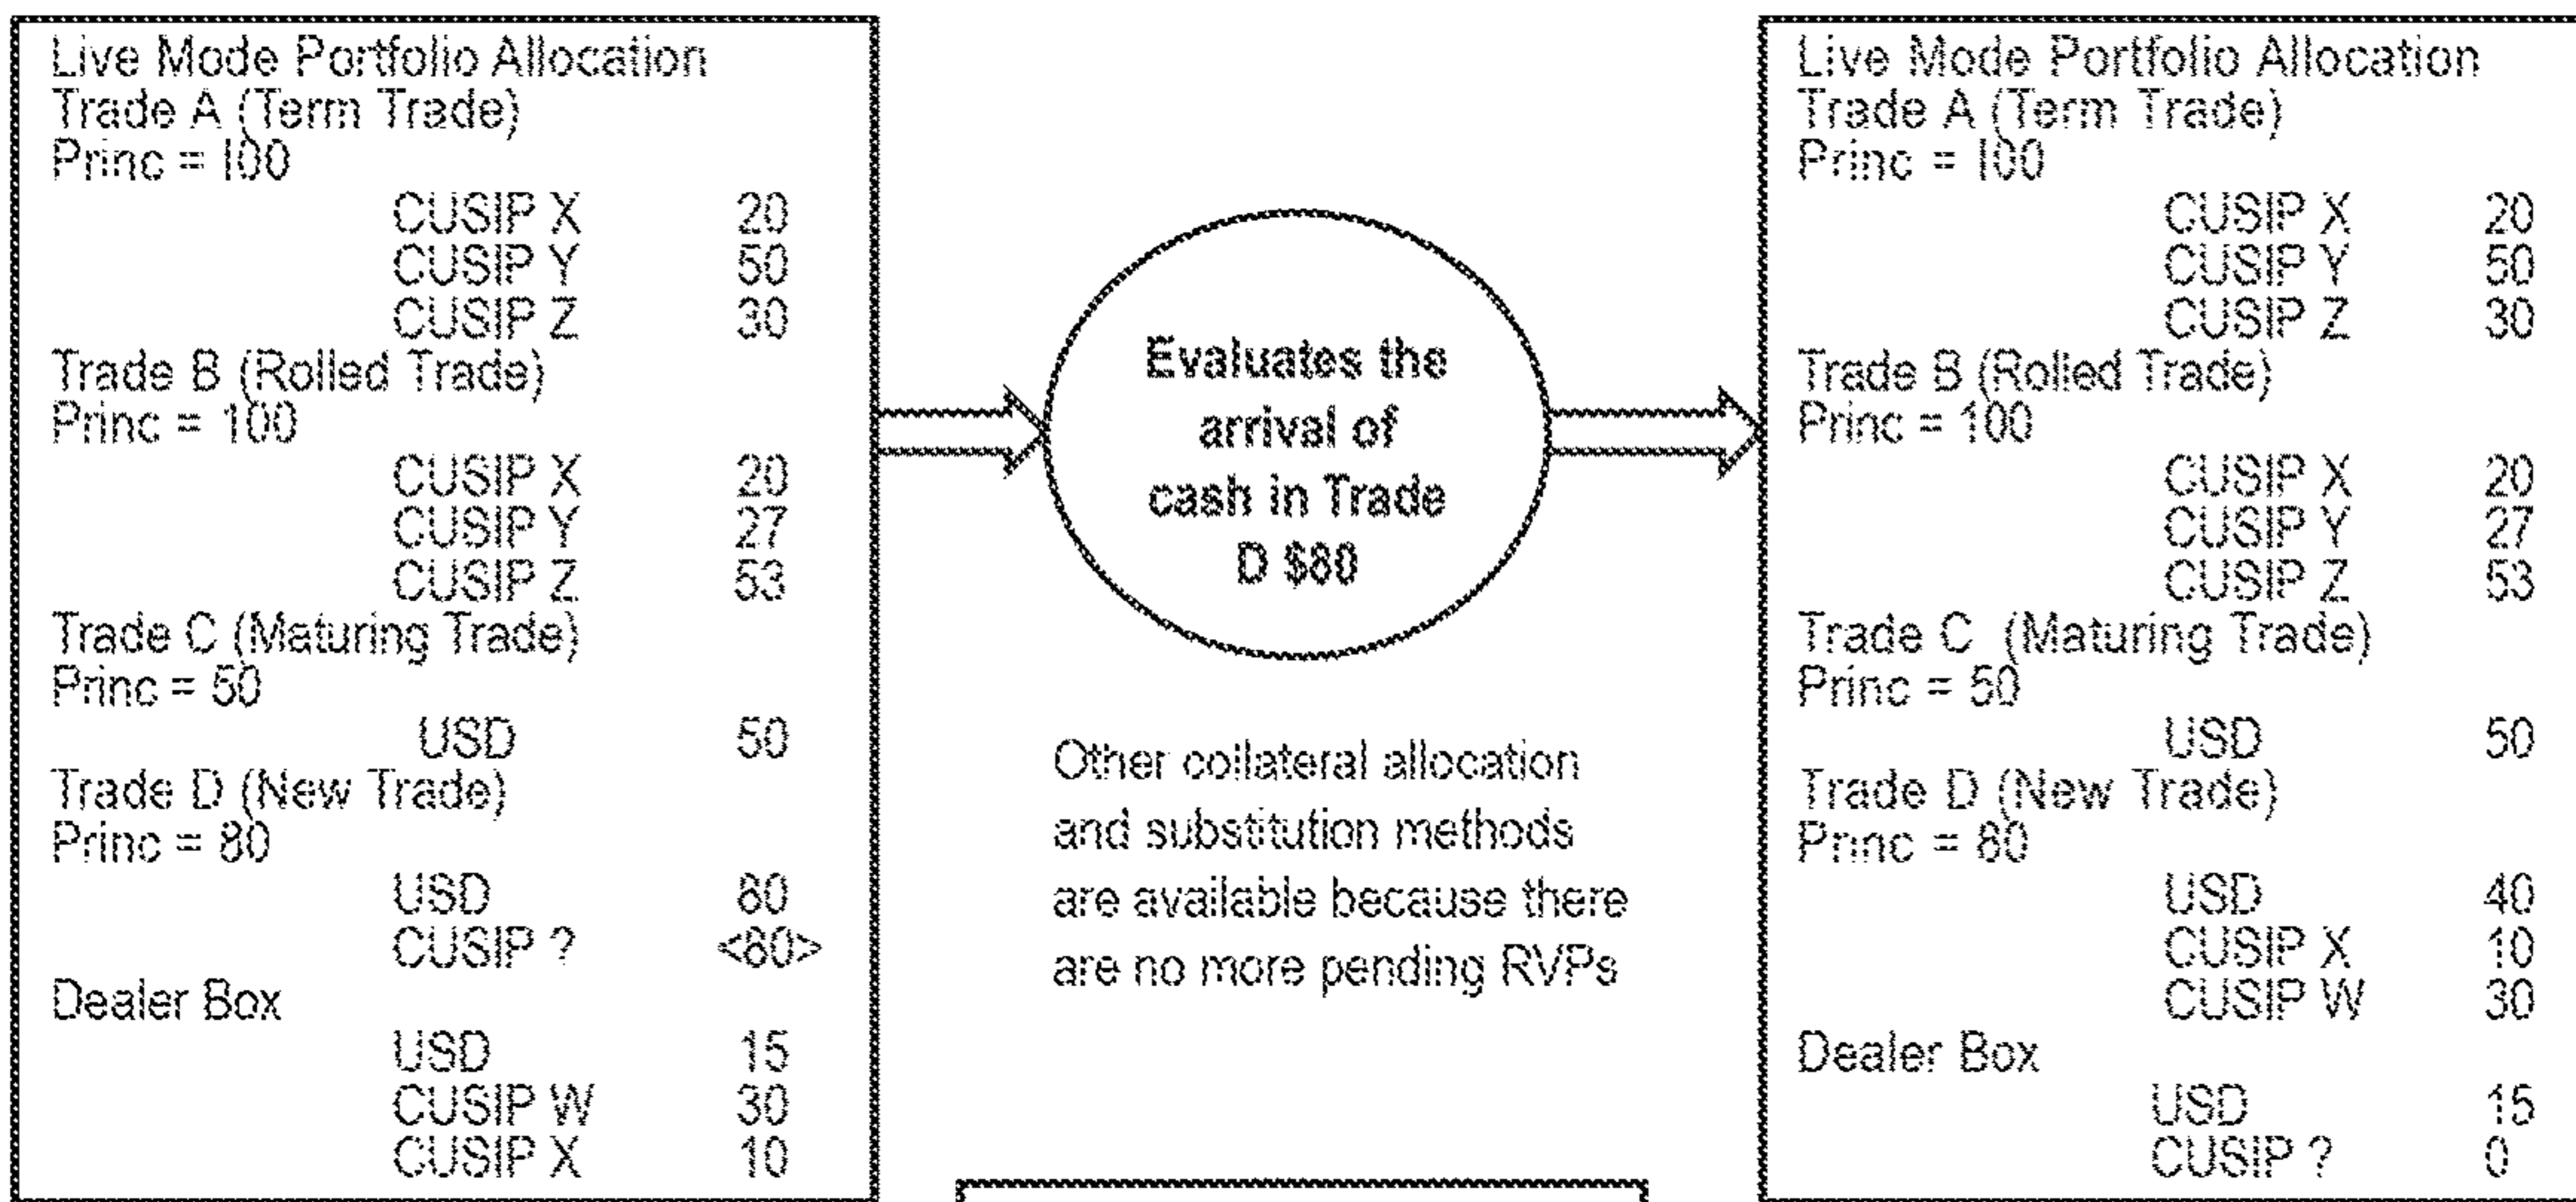 Live Mode Portfolio Allocation
Trade A (Term Trade)
Princ = I00
CUSIP X 20
CUSIP Y 50
CUSIP Z 30
Trade B (Rolled Trade)
Princ = 100
CUSIP X 20
CUSIP Y 27
CUSIP Z 53
Trade C (Maturing Trade)
Princ = 50
USD 50
Trade D (New Trade)
Princ = 80
USD 80
CUSIP ? <80>
Dealer Box
USD 15
CUSIP W 30
CUSIP X 10
Evaluates the
arrival of
cash in Trade
D $80
Other collateral allocation
and substitution methods
are available because there
are no more pending RVPs
Live Mode Portfolio Allocation
Trade A (Term Trade)
Princ = I00
CUSIP X 20
CUSIP Y 50
CUSIP Z 30
Trade B (Rolled Trade)
Princ = 100
CUSIP X 20
CUSIP Y 27
CUSIP Z 53
Trade C (Maturing Trade)
Princ = 50
USD 50
Trade D (New Trade)
Princ = 80
USD 40
CUSIP X 10
CUSIP W 30
Dealer Box
USD 15
CUSIP ? 0